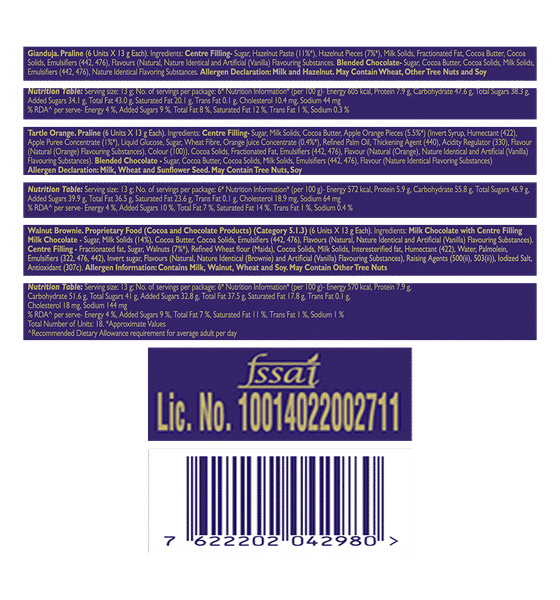 Gianduja. Praline (6 Units X 13 g Each). Ingredients: Centre Filling- Sugar, Hazelnut Paste (11%*), Hazelnut Pieces (7%*), Milk Solids, Fractionated Fat, Cocoa Butter, Cocoa
Solids, Emulsifiers (442, 476), Flavours (Natural, Nature Identical and Artificial (Vanilla) Flavouring Substances). Blended Chocolate- Sugar, Cocoa Butter, Cocoa Solids, Milk Solids,
Emulsifiers (442, 476), Nature Identical Flavoring Substances. Allergen Declaration: Milk and Hazelnut. May Contain Wheat, Other Tree Nuts and Soy
Nutrition Table: Serving size: 13 g; No. of servings per package: 6* Nutrition Information* (per 100 g)- Energy 605 kcal, Protein 7.9 g, Carbohydrate 47.6 g, Total Sugars 38.3 g,
Added Sugars 34.1 g, Total Fat 43.0 g, Saturated Fat 20.1 g, Trans Fat 0.1 g, Cholesterol 10.4 mg, Sodium 44 mg
% RDA^ per serve- Energy 4 %, Added Sugars 9 %, Total Fat 8 %, Saturated Fat 12 %, Trans Fat 1 %, Sodium 0.3 %
Tartle Orange. Praline (6 Units X 13 g Each). Ingredients: Centre Filling- Sugar, Milk Solids, Cocoa Butter, Apple Orange Pieces (5.5%*) (Invert Syrup, Humectant (422),
Apple Puree Concentrate (1%*), Liquid Glucose, Sugar, Wheat Fibre, Orange Juice Concentrate (0.4%*), Refined Palm Oil, Thickening Agent (440), Acidity Regulator (330), Flavour
(Natural (Orange) Flavouring Substances), Colour (100)), Cocoa Solids, Fractionated Fat, Emulsifiers (442, 476), Flavour (Natural (Orange), Nature Identical and Artificial (Vanilla)
Flavouring Substances). Blended Chocolate - Sugar, Cocoa Butter, Cocoa Solids, Milk Solids, Emulsifiers (442, 476), Flavour (Nature Identical Flavoring Substances)
Allergen Declaration: Milk, Wheat and Sunflower Seed. May Contain Tree Nuts, Soy
Nutrition Table: Serving size: 13 g; No. of servings per package: 6* Nutrition Information* (per 100 g)- Energy 572 kcal, Protein 5.9 g, Carbohydrate 55.8 g, Total Sugars 46.9 g,
Added Sugars 39.9 g, Total Fat 36.5 g, Saturated Fat 23.6 g, Trans Fat 0.1 g, Cholesterol 18.9 mg, Sodium 64 mg
% RDA^ per serve- Energy 4 %, Added Sugars 10 %, Total Fat 7 %, Saturated Fat 14 %, Trans Fat 1 %, Sodium 0.4 %
Walnut Brownie. Proprietary Food (Cocoa and Chocolate Products) (Category 5.1.3) (6 Units X 13 g Each). Ingredients: Milk Chocolate with Centre Filling
Milk Chocolate - Sugar, Milk Solids (14%), Cocoa Butter, Cocoa Solids, Emulsifiers (442, 476), Flavours (Natural, Nature Identical and Artificial (Vanilla) Flavouring Substances).
Centre Filling - Fractionated fat, Sugar, Walnuts (7%*), Refined Wheat flour (Maida), Cocoa Solids, Milk Solids, Interesterified fat, Humectant (422), Water, Palmolein,
Emulsifiers (322, 476, 442), Invert sugar, Flavours (Natural, Nature Identical (Brownie) and Artificial (Vanilla) Flavouring Substances), Raising Agents (500(ii), 503(ii)), Iodized Salt,
Antioxidant (307c). Allergen Information: Contains Milk, Walnut, Wheat and Soy. May Contain Other Tree Nuts
Nutrition Table: Serving size: 13 g; No. of servings per package: 6* Nutrition Information* (per 100 g)- Energy 570 kcal, Protein 7.9 g,
Carbohydrate 51.6 g, Total Sugars 41 g, Added Sugars 32.8 g, Total Fat 37.5 g, Saturated Fat 17.8 g, Trans Fat 0.1 g,
Cholesterol 18 mg, Sodium 144 mg
% RDA^ per serve- Energy 4 %, Added Sugars 9 %, Total Fat 7 %, Saturated Fat 11 %, Trans Fat 1 %, Sodium 1 %
Total Number of Units: 18. *Approximate Values
^Recommended Dietary Allowance requirement for average adult per day
fssai
Lic. No. 10014022002711
7 622202 042980 >